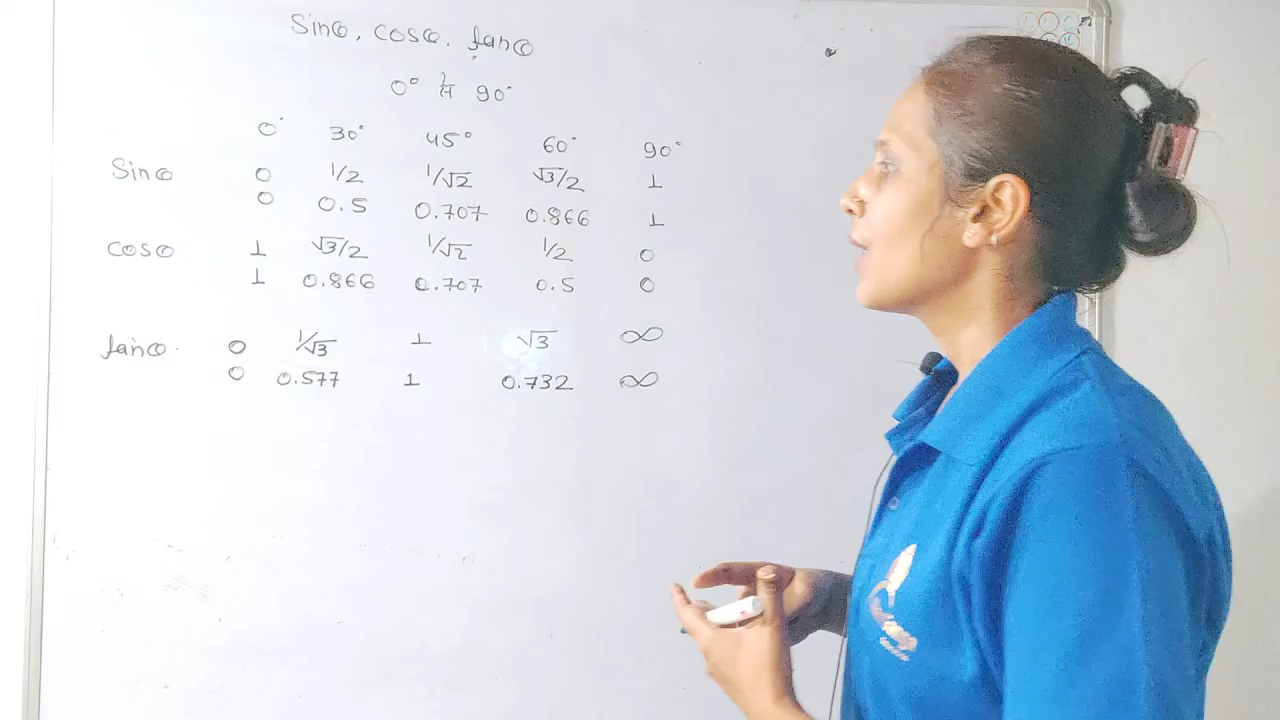 Sinθ, cosθ, tanθ
0° से 90°
0° 30° 45° 60° 90°
Sinθ 0 1/2 1/√2 √3/2 1
0 0.5 0.707 0.866 1
cosθ 1 √3/2 1/√2 1/2 0
1 0.866 0.707 0.5 0
tanθ. 0 1/√3 1 √3 ∞
0 0.577 1 0.732 ∞